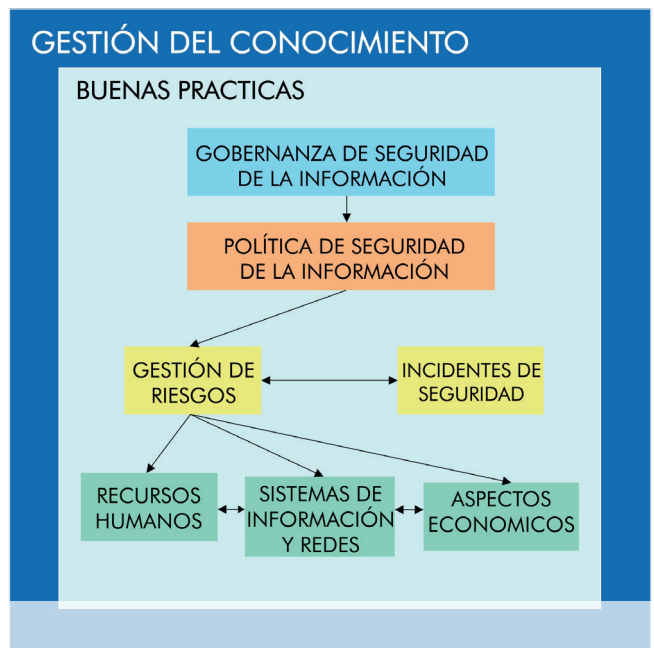 GESTIÓN DEL CONOCIMIENTO
BUENAS PRACTICAS
GOBERNANZA DE SEGURIDAD
DE LA INFORMACIÓN
POLÍTICA DE SEGURIDAD
DE LA INFORMACIÓN
GESTIÓN DE
RIESGOS
INCIDENTES DE
SEGURIDAD
RECURSOS
HUMANOS
SISTEMAS DE
INFORMACIÓN
Y REDES
ASPECTOS
ECONOMICOS